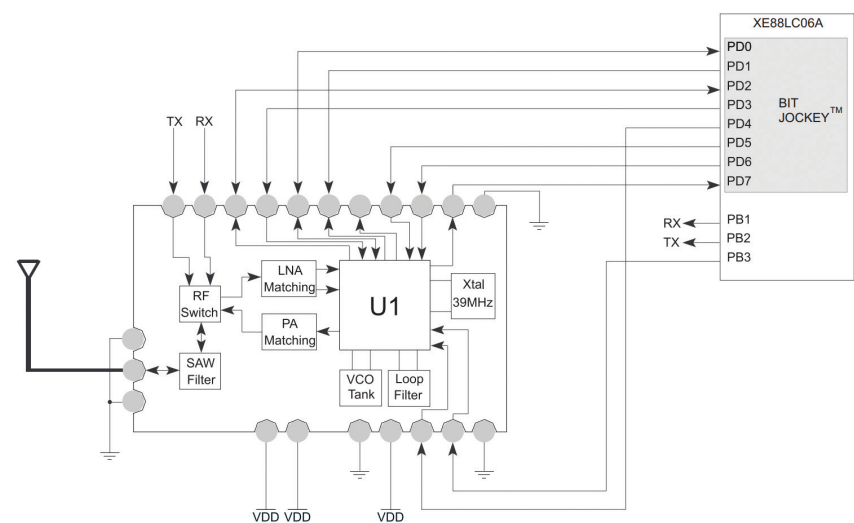 XE88LC06A
PD0
PD1
PD2
PD3
PD4
PD5
PD6
PD7
BIT
JOCKEY™
TX RX
RX
TX
PB1
PB2
PB3
LNA
Matching
RF
Switch
PA
Matching
U1
Xtal
39MHz
SAW
Filter
VCO
Tank
Loop
Filter
VDD VDD VDD